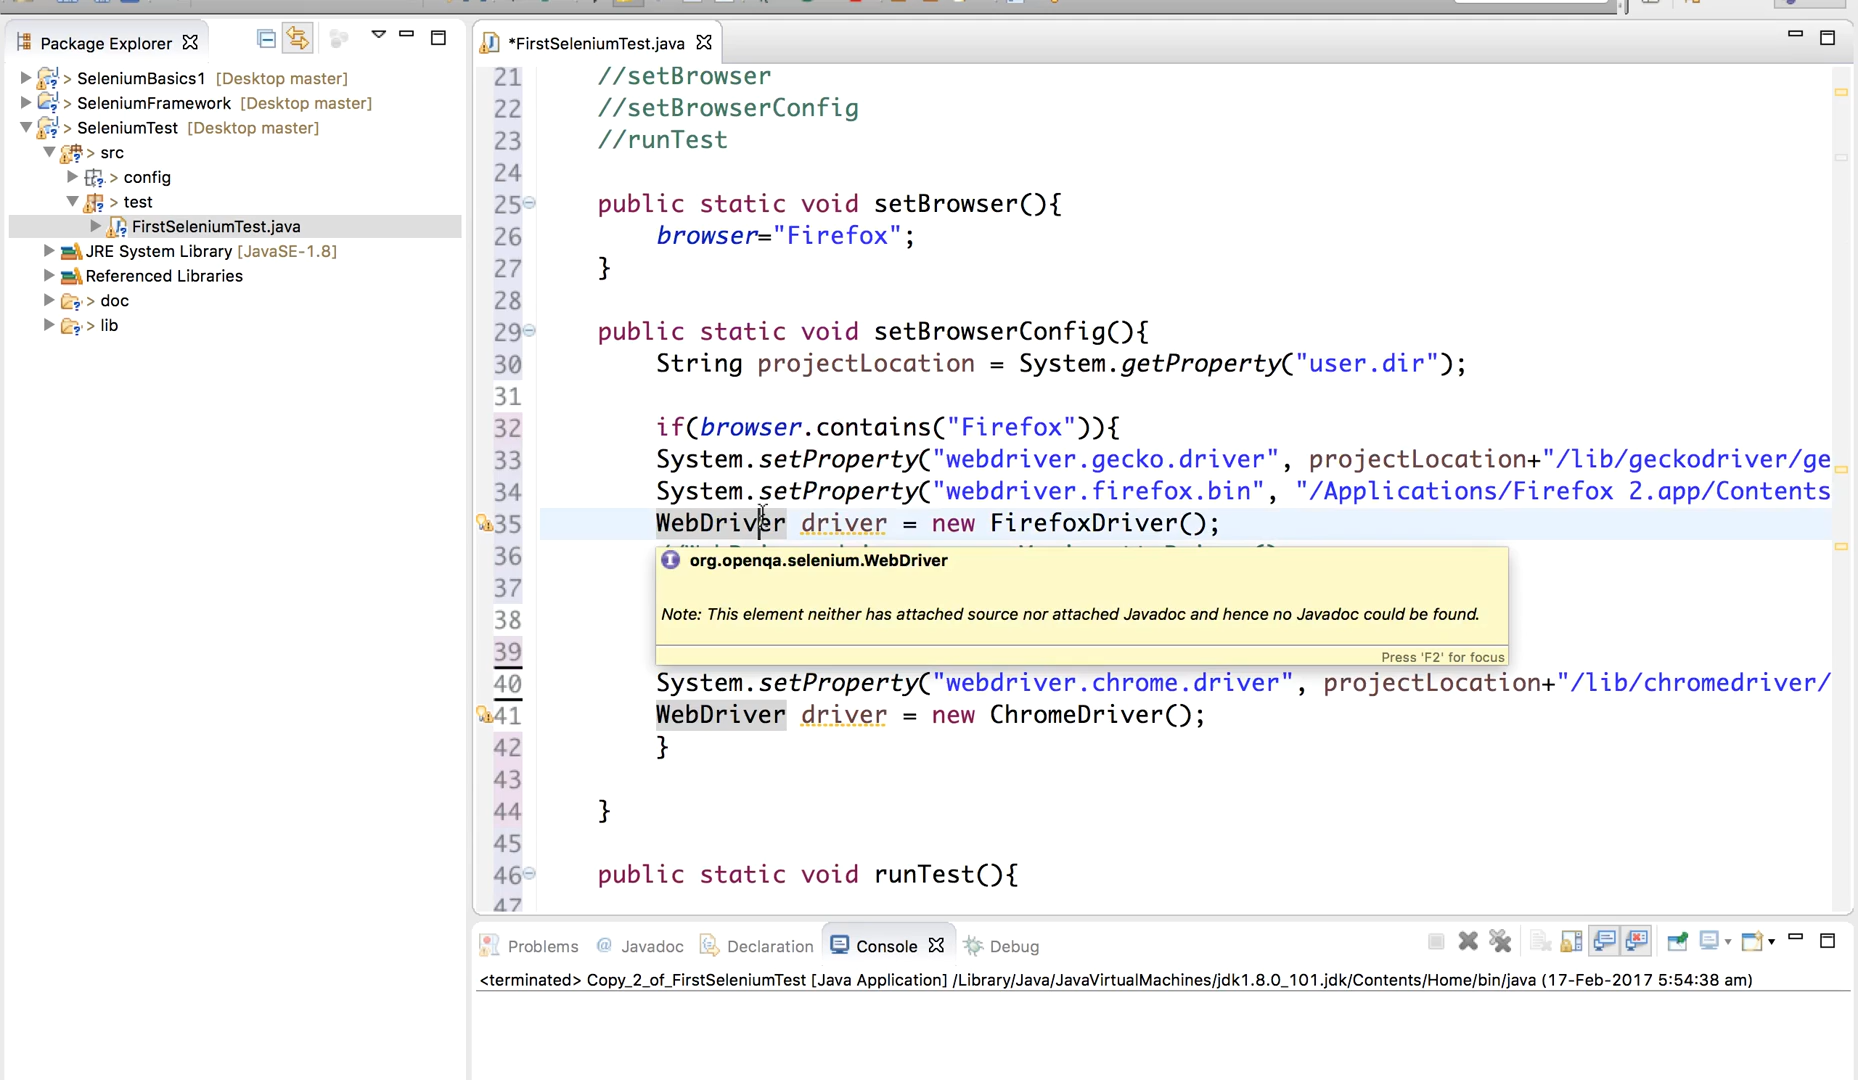 Package Explorer
> SeleniumBasics1 [Desktop master]
> SeleniumFramework [Desktop master]
> SeleniumTest [Desktop master]
> src
> config
> test
FirstSeleniumTest.java
JRE System Library [JavaSE-1.8]
Referenced Libraries
> doc
> lib
*FirstSeleniumTest.java
21 //setBrowser
22 //setBrowserConfig
23 //runTest
24
25 public static void setBrowser(){
26 browser="Firefox";
27 }
28
29 public static void setBrowserConfig(){
30 String projectLocation = System.getProperty("user.dir");
31
32 if(browser.contains("Firefox")){
33 System.setProperty("webdriver.gecko.driver", projectLocation+"/lib/geckodriver/ge
34 System.setProperty("webdriver.firefox.bin", "/Applications/Firefox 2.app/Contents
35 WebDriver driver = new FirefoxDriver();
36
org.openqa.selenium.WebDriver
37
Note: This element neither has attached source nor attached Javadoc and hence no Javadoc could be found.
38
39
Press 'F2' for focus
40 System.setProperty("webdriver.chrome.driver", projectLocation+"/lib/chromedriver/
41 WebDriver driver = new ChromeDriver();
42 }
43
44 }
45
46 public static void runTest(){
47
Problems @ Javadoc Declaration Console Debug
<terminated> Copy_2_of_FirstSeleniumTest [Java Application] /Library/Java/JavaVirtualMachines/jdk1.8.0_101.jdk/Contents/Home/bin/java (17-Feb-2017 5:54:38 am)